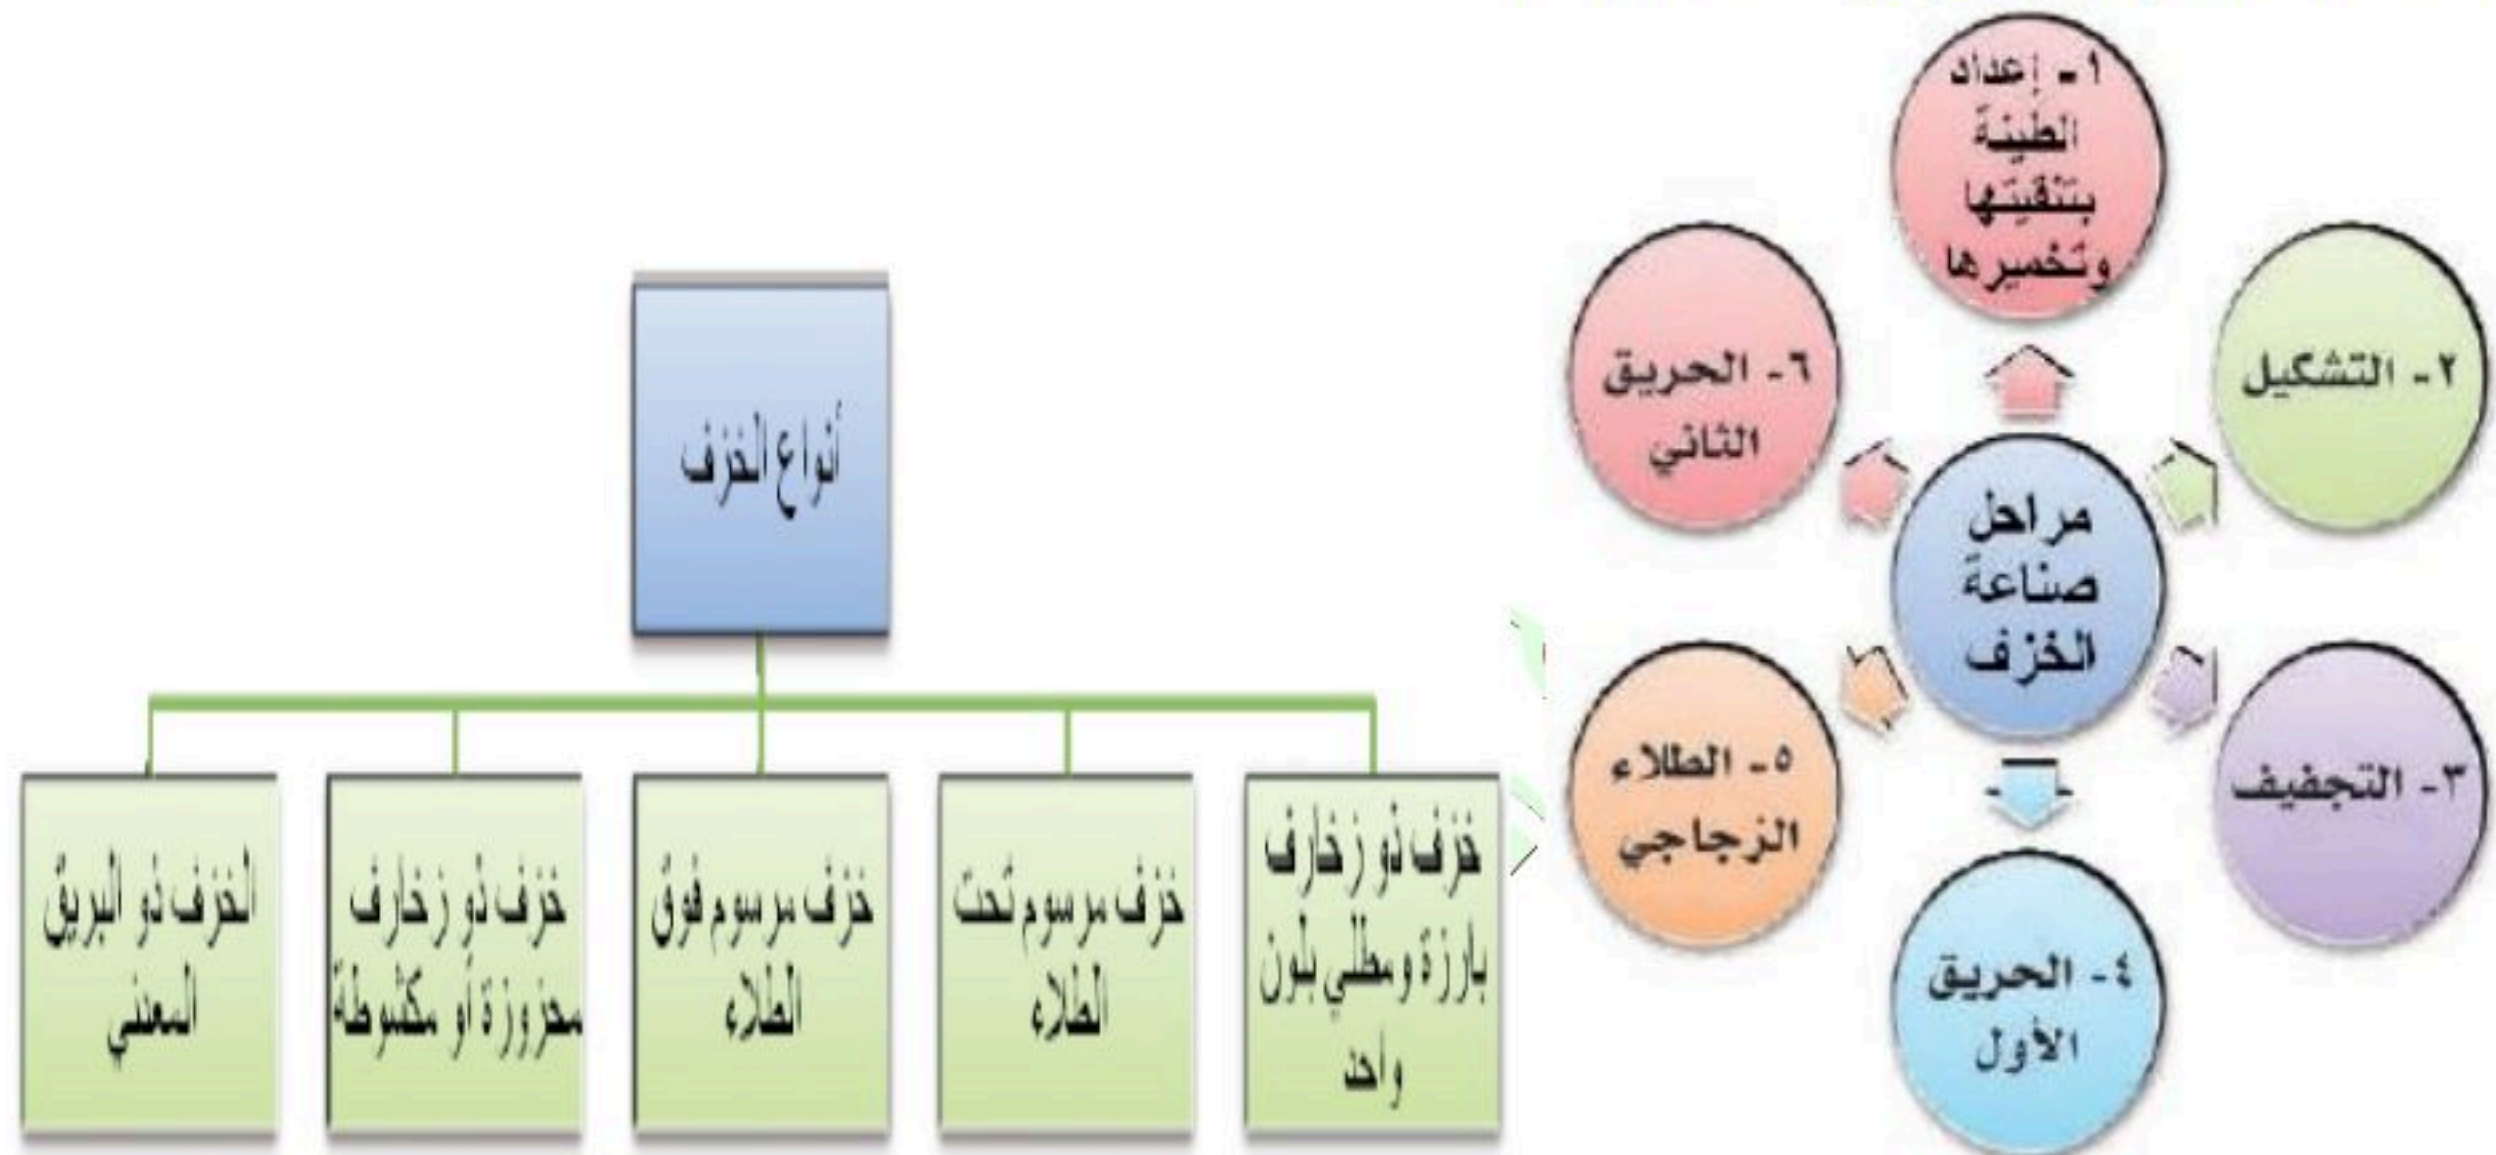 مراحل
صناعة
الخزف
١- إعداد
الطينة
بتنقيتها
وتخميرها
٢- التشكيل
٣- التجفيف
٤- الحريق
الأول
٥- الطلاء
الزجاجي
٦- الحريق
الثاني
أنواع الخزف
خزف ذو زخارف
بارزة ومطلي بلون
واحد
خزف مرسوم تحت
الطلاء
خزف مرسوم فوق
الطلاء
خزف ذو زخارف
محزوزة أو مكشوطة
الخزف ذو البريق
المعدني